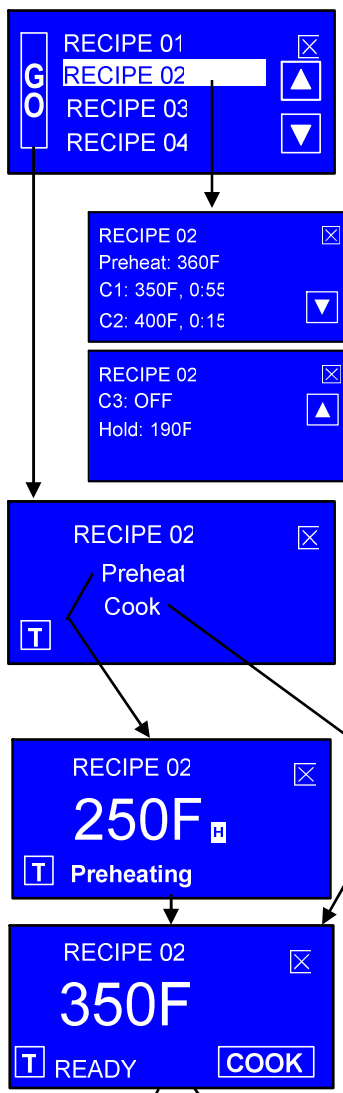 RECIPE 01
GO
RECIPE 02
RECIPE 03
RECIPE 04
RECIPE 02
Preheat: 360F
C1: 350F, 0:55
C2: 400F, 0:15
RECIPE 02
C3: OFF
Hold: 190F
RECIPE 02
Preheat
Cook
T
RECIPE 02
250F H
T Preheating
RECIPE 02
350F
T READY COOK